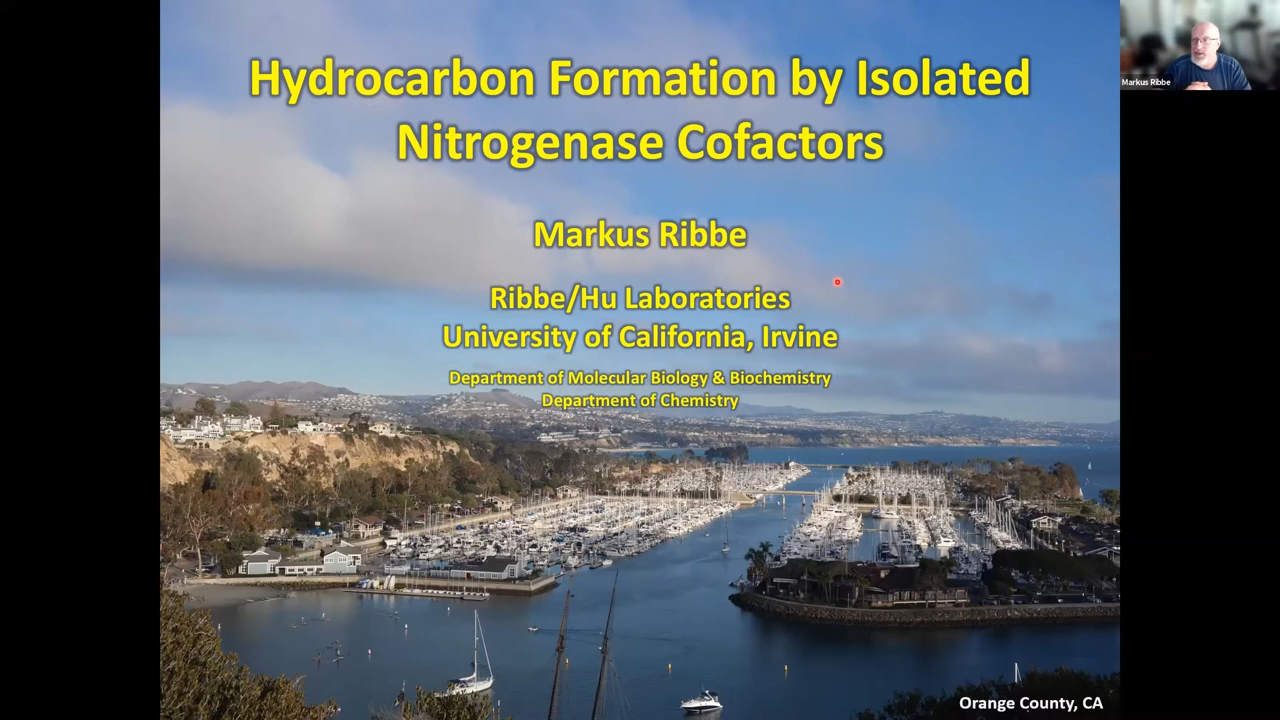 Hydrocarbon Formation by Isolated
Nitrogenase Cofactors
Markus Ribbe
Ribbe/Hu Laboratories
University of California, Irvine
Department of Molecular Biology & Biochemistry
Department of Chemistry
Orange County, CA
Markus Ribbe